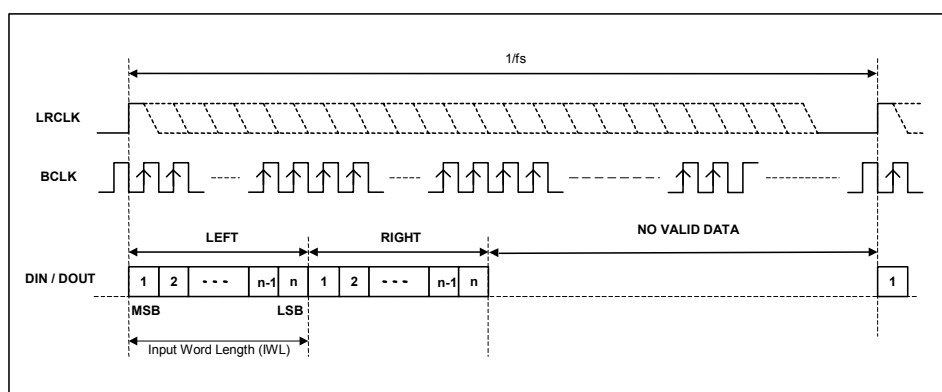 1/fs
LRCLK
BCLK
LEFT RIGHT NO VALID DATA
DIN / DOUT 1 2 - - - n-1 n 1 2 - - - n-1 n 1
MSB LSB
Input Word Length (IWL)